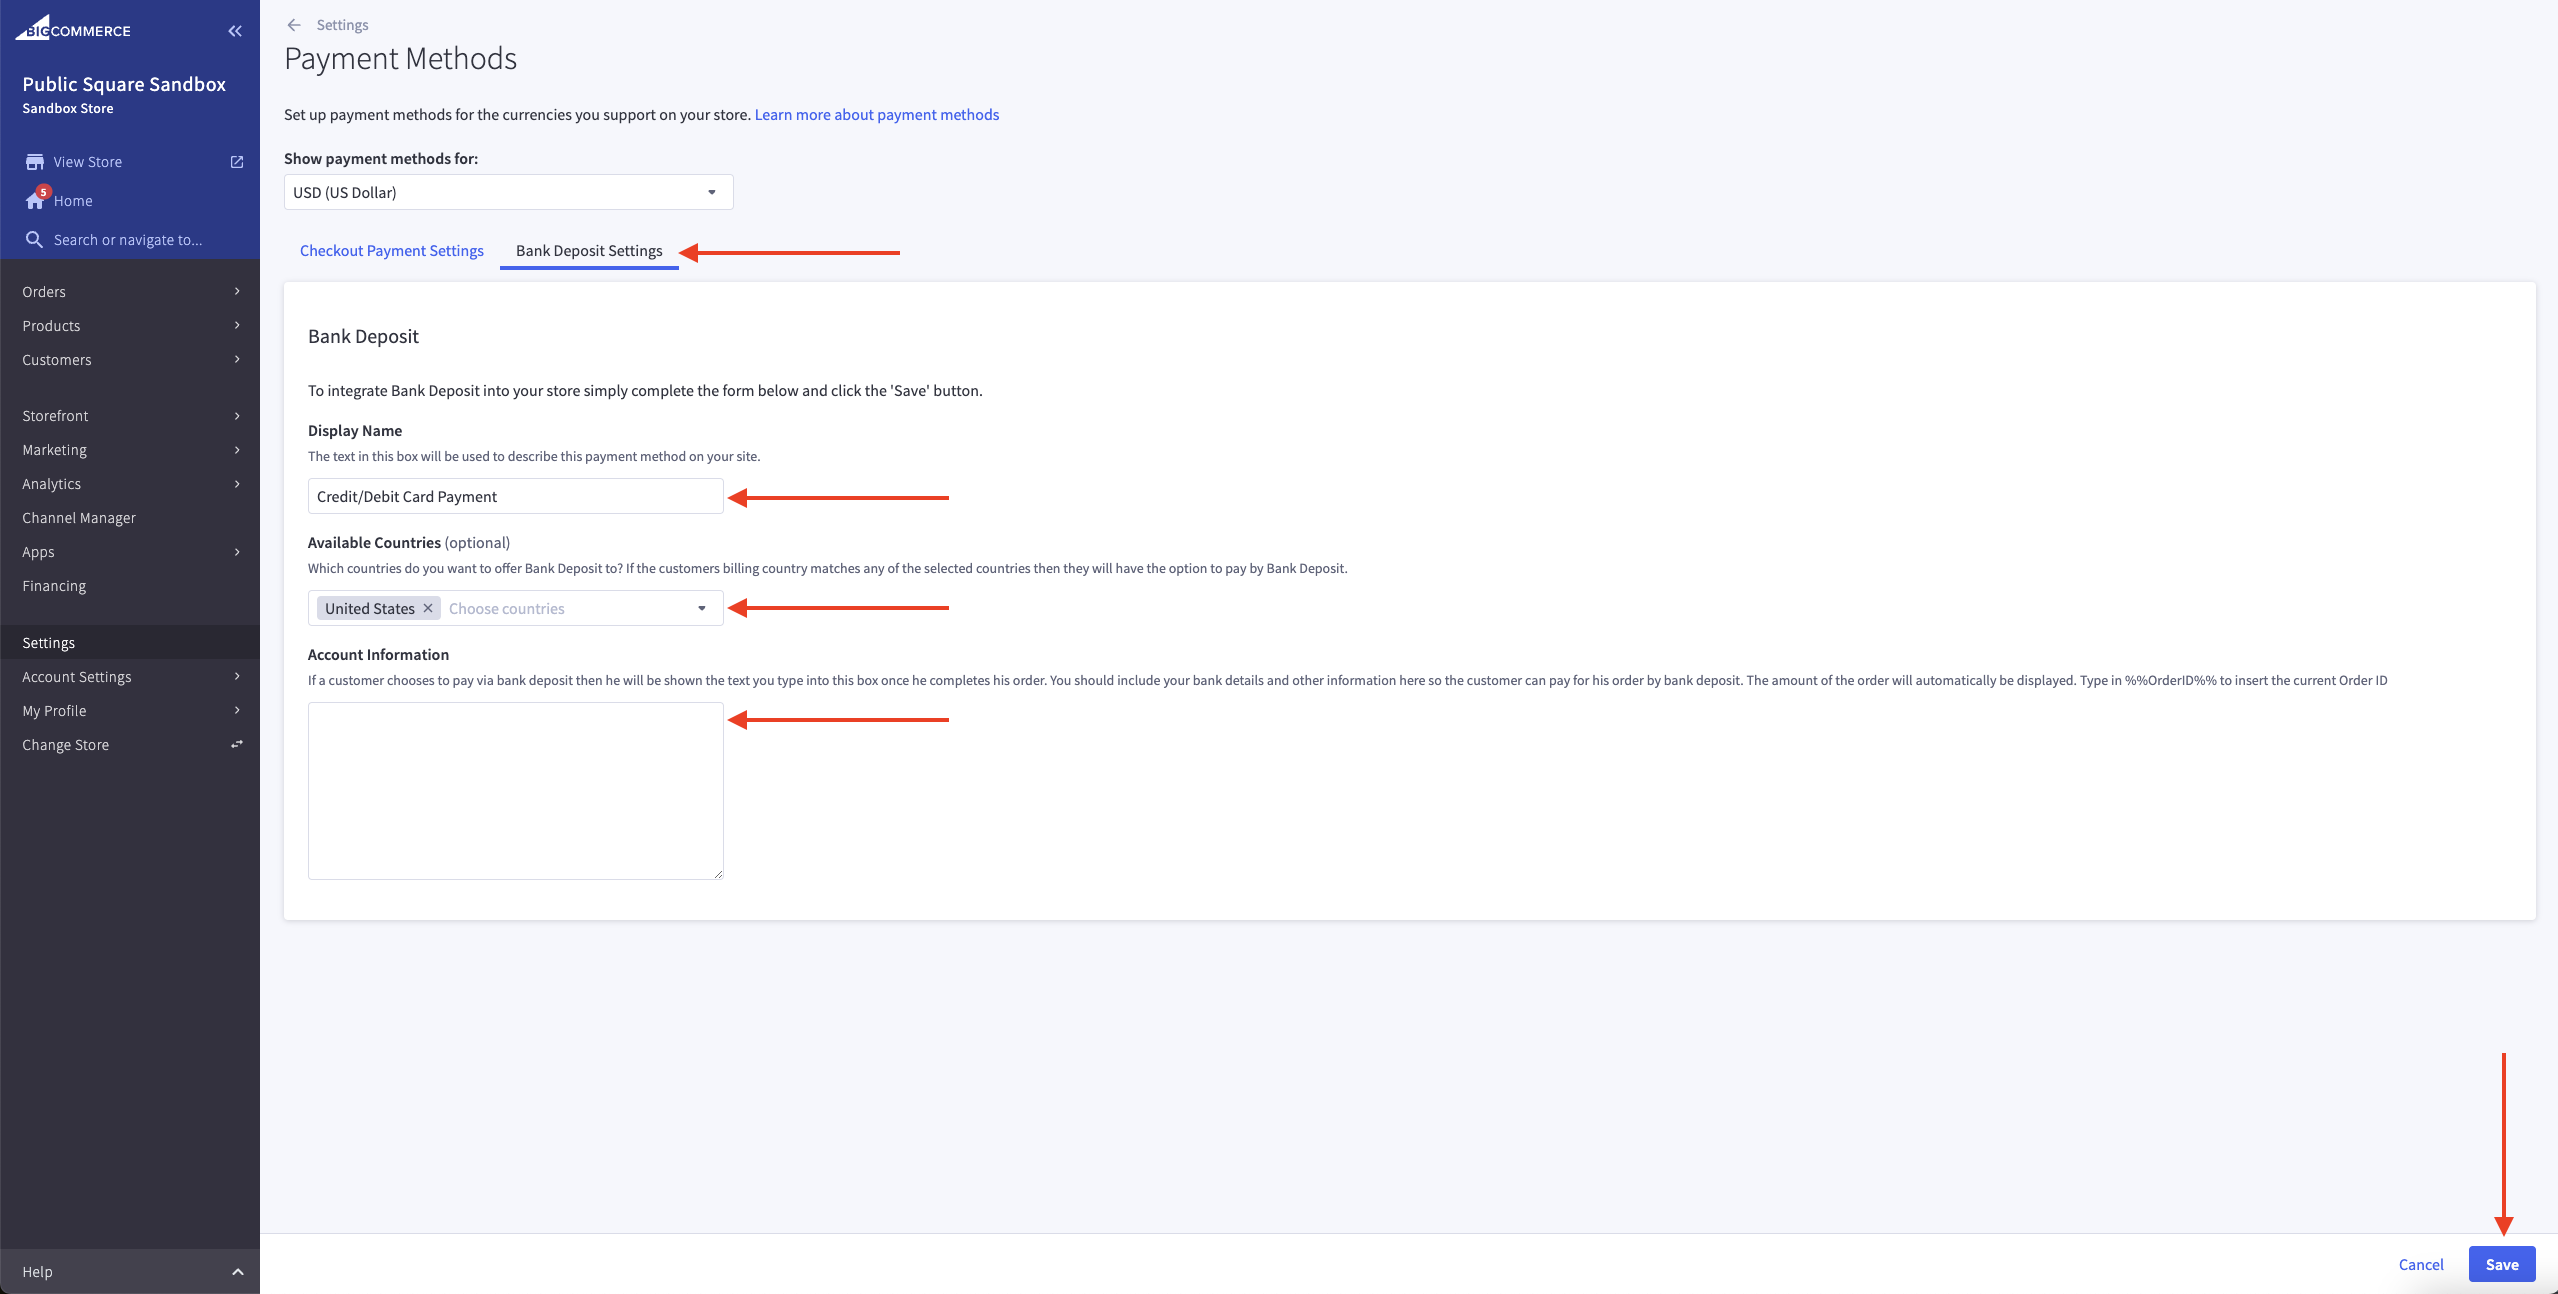 BIGCOMMERCE
Public Square Sandbox
Sandbox Store
View Store
5
Home
Search or navigate to...
Orders
Products
Customers
Storefront
Marketing
Analytics
Channel Manager
Apps
Financing
Settings
Account Settings
My Profile
Change Store
Help
Settings
Payment Methods
Set up payment methods for the currencies you support on your store. Learn more about payment methods
Show payment methods for:
USD (US Dollar)
Checkout Payment Settings Bank Deposit Settings
Bank Deposit
To integrate Bank Deposit into your store simply complete the form below and click the 'Save' button.
Display Name
The text in this box will be used to describe this payment method on your site.
Credit/Debit Card Payment
Available Countries (optional)
Which countries do you want to offer Bank Deposit to? If the customers billing country matches any of the selected countries then they will have the option to pay by Bank Deposit.
United States Choose countries
Account Information
If a customer chooses to pay via bank deposit then he will be shown the text you type into this box once he completes his order. You should include your bank details and other information here so the customer can pay for his order by bank deposit. The amount of the order will automatically be displayed. Type in %%OrderID%% to insert the current Order ID
Cancel Save